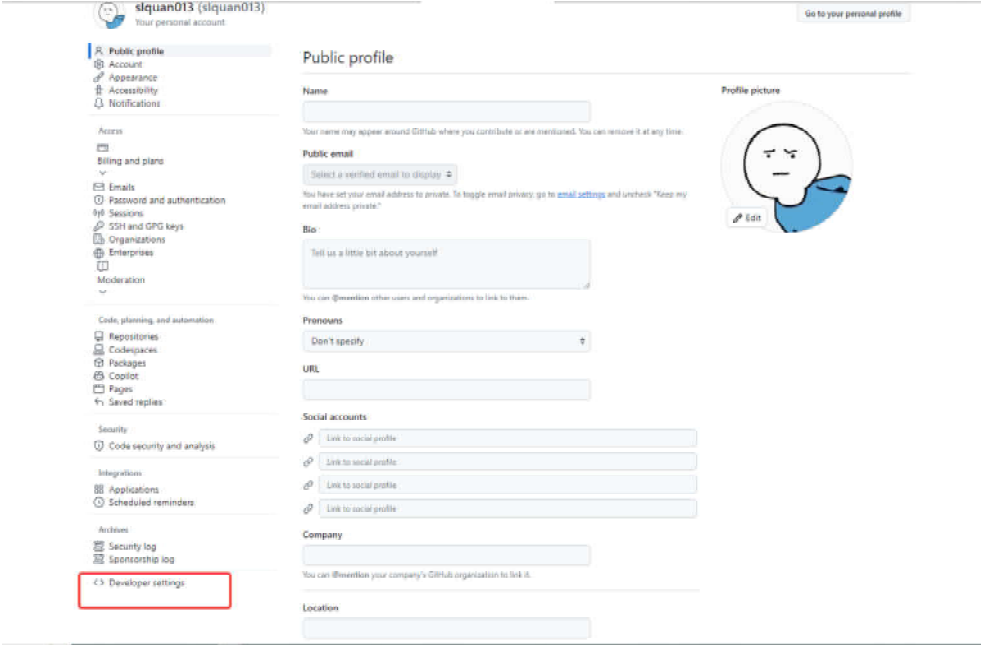 slquan013 (slquan013)
Your personal account
Go to your personal profile
Public profile
Account
Appearance
Accessibility
Notifications
Access
Billing and plans
Emails
Password and authentication
Sessions
SSH and GPG keys
Organizations
Enterprises
Moderation
Code, planning, and automation
Repositories
Codespaces
Packages
Copilot
Pages
Saved replies
Security
Code security and analysis
Integrations
Applications
Scheduled reminders
Archives
Security log
Sponsorship log
Developer settings
Public profile
Name
Your name may appear around GitHub where you contribute or are mentioned. You can remove it at any time.
Public email
Select a verified email to display
You have set your email address to private. To toggle email privacy, go to email settings and uncheck "Keep my
email address private."
Bio
Tell us a little bit about yourself
You can @mention other users and organizations to link to them.
Pronouns
Don't specify
URL
Social accounts
Link to social profile
Link to social profile
Link to social profile
Link to social profile
Company
You can @mention your company's GitHub organization to link it.
Location
Profile picture
Edit